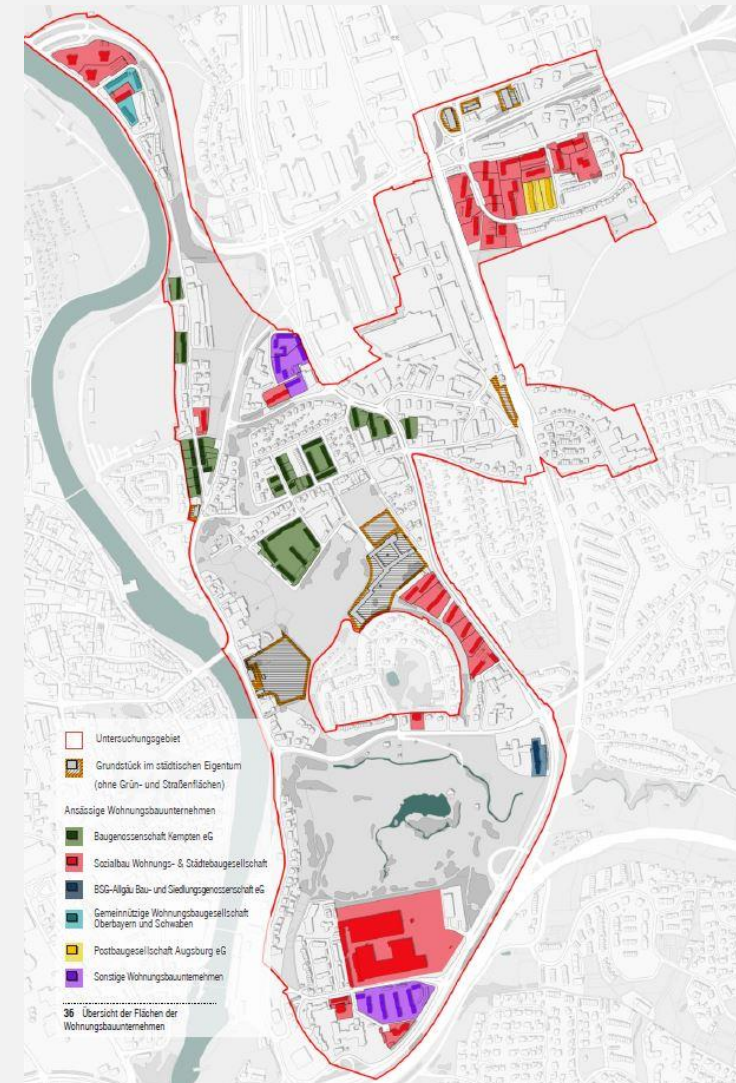 Untersuchungsgebiet
Grundstück im städtischen Eigentum
(ohne Grün- und Straßenflächen)
Ansässige Wohnungsbauunternehmen
Baugenossenschaft Kempten eG
Sozialbau Wohnungs- & Städtebaugesellschaft
BSG-Allgäu Bau- und Siedlungsgenossenschaft eG
Gemeinnützige Wohnungsbaugesellschaft
Oberbayern und Schwaben
Postbaugesellschaft Augsburg eG
Sonstige Wohnungsbauunternehmen
36 Übersicht der Flächen der
Wohnungsbauunternehmen